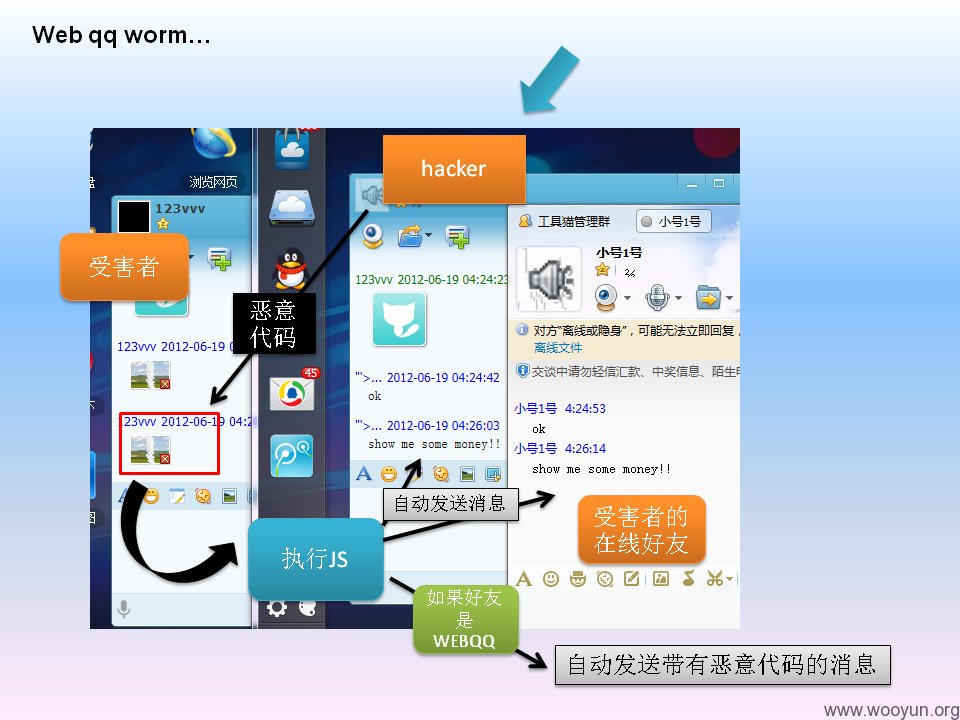 Web qq worm...
hacker
浏览网页
123vvv
受害者
恶意
代码
123vvv 2012-06-19 04:24:23
工具猫管理群
小号1号
小号1号
对方"离线或隐身"，可能无法立即回复，
离线文件
交谈中请勿轻信汇款、中奖信息、陌生电
123vvv 2012-06-19 0
45
123vvv 2012-06-19 04:2
"'>... 2012-06-19 04:24:42
ok
"'>... 2012-06-19 04:26:03
show me some money!!
小号1号 4:24:53
ok
小号1号 4:26:14
show me some money!!
自动发送消息
受害者的
在线好友
执行JS
如果好友
是
WEBQQ
自动发送带有恶意代码的消息
www.wooyun.org